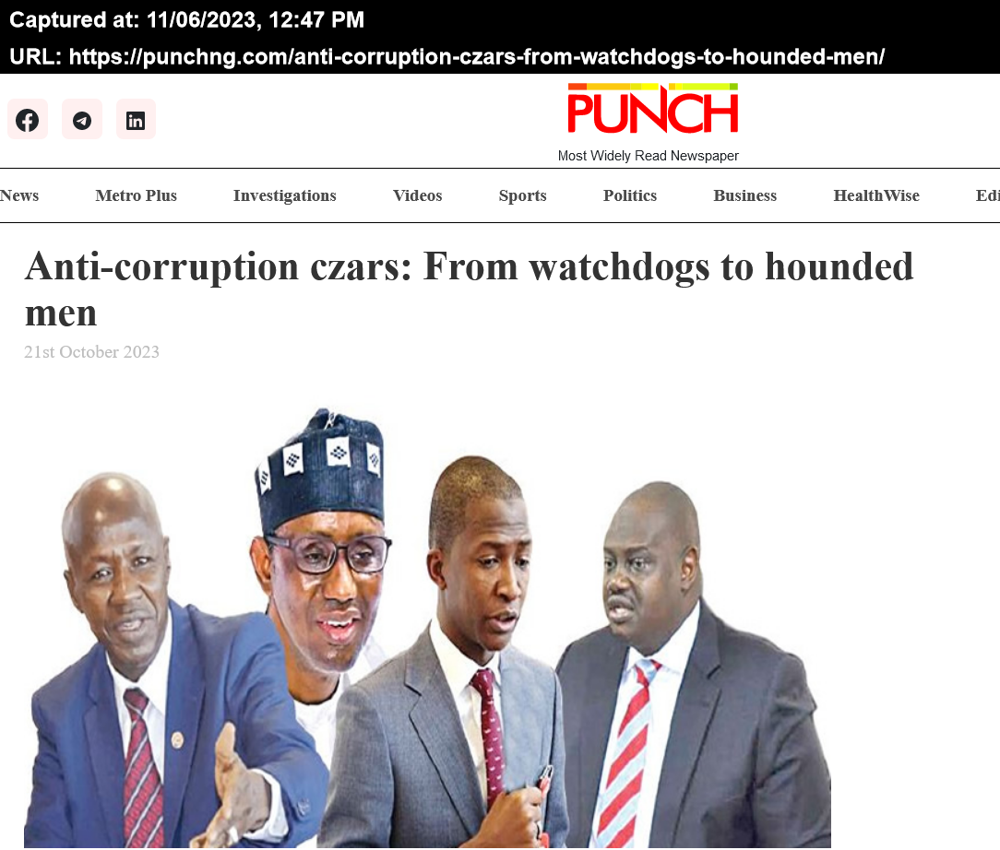 Captured at: 11/06/2023, 12:47 PM
URL: https://punchng.com/anti-corruption-czars-from-watchdogs-to-hounded-men/
PUNCH
Most Widely Read Newspaper
News Metro Plus Investigations Videos Sports Politics Business HealthWise Edi
Anti-corruption czars: From watchdogs to hounded
men
21st October 2023